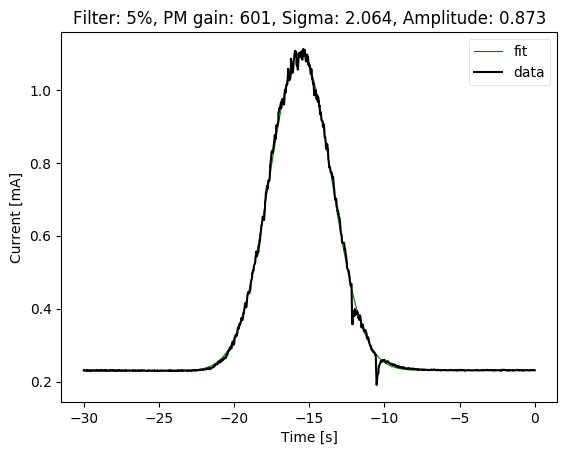 Filter: 5%, PM gain: 601, Sigma: 2.064, Amplitude: 0.873
fit
data
1.0
0.8
0.6
0.4
0.2
Current [mA]
−30
−25
−20
−15
−10
−5
0
Time [s]